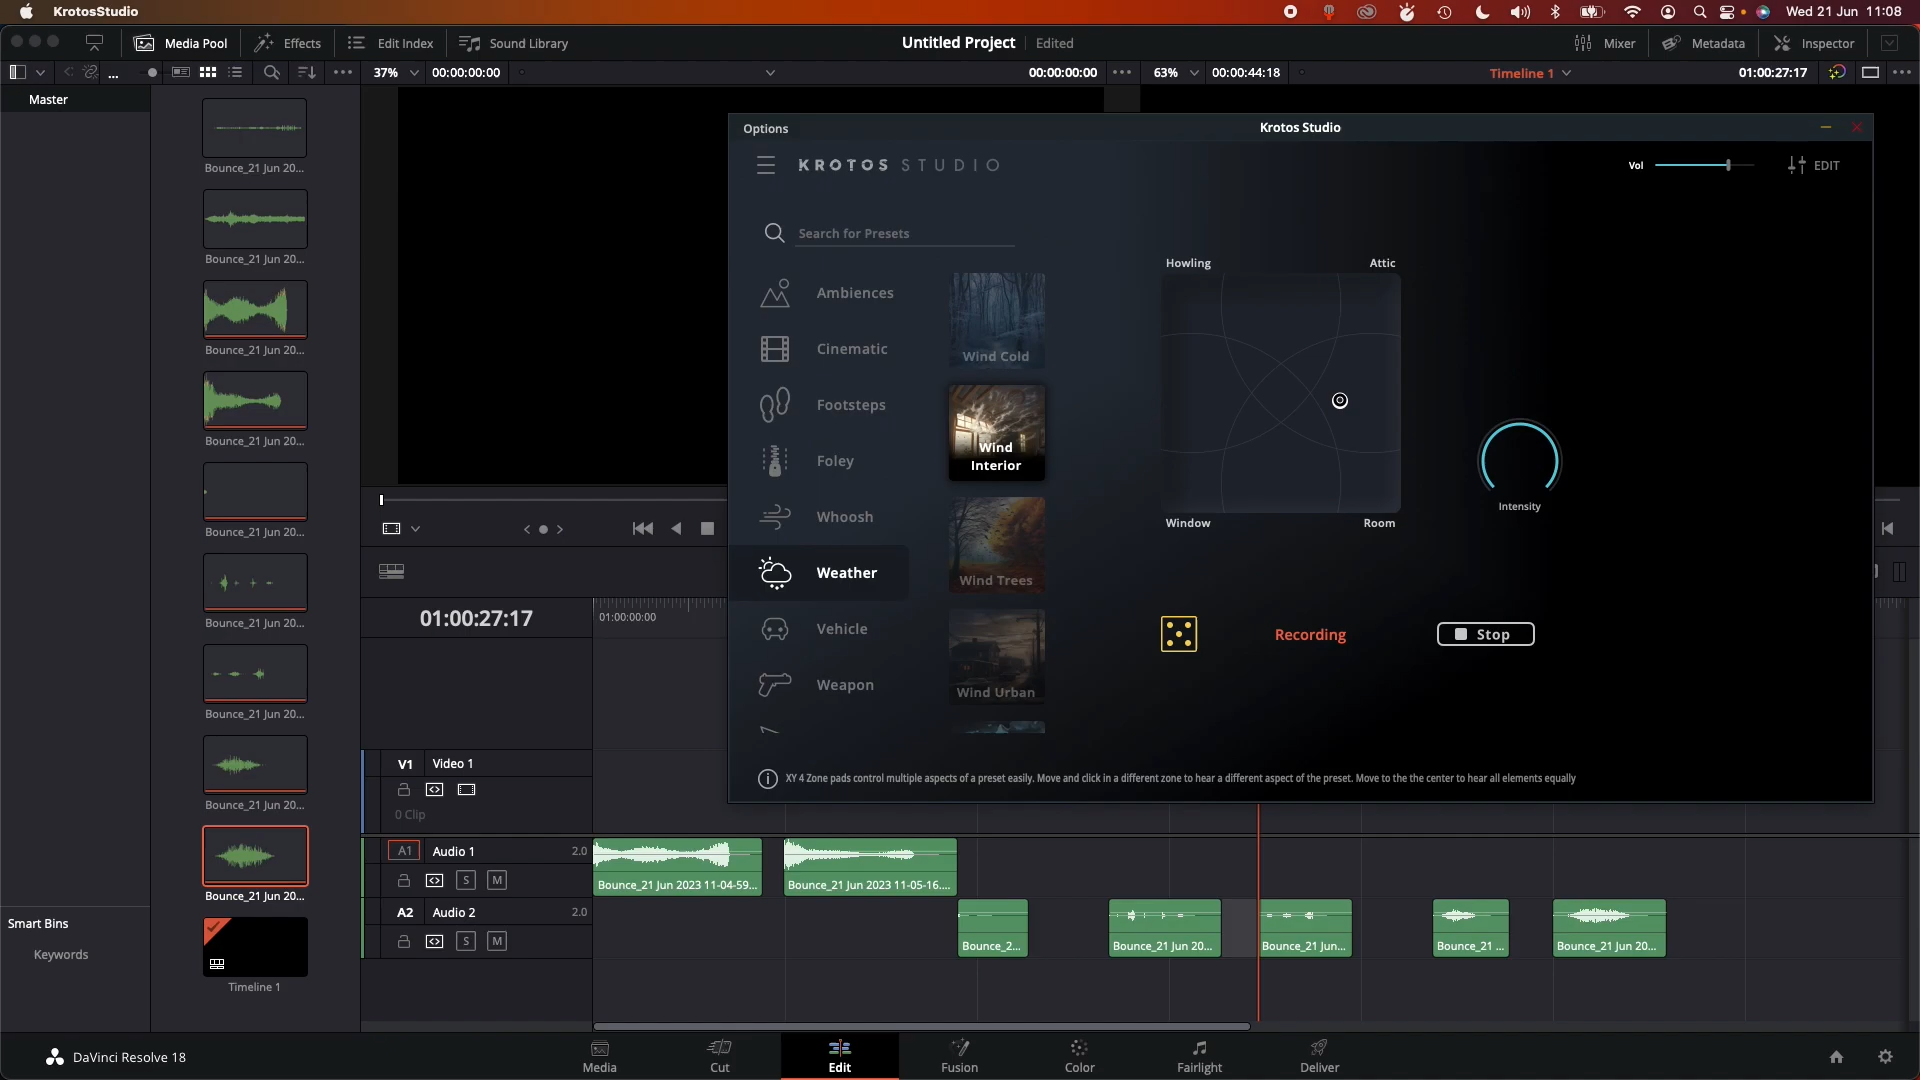 KrotosStudio
Wed 21 Jun 11:08
Media Pool
Effects
Edit Index
Sound Library
Untitled Project
Edited
Mixer
Metadata
Inspector
...
37%
00:00:00:00
00:00:00:00
63%
00:00:44:18
Timeline 1
01:00:27:17
Master
Bounce_21 Jun 20...
Bounce_21 Jun 20...
Bounce_21 Jun 20...
Bounce_21 Jun 20...
Bounce_21 Jun 20...
Bounce_21 Jun 20...
Bounce_21 Jun 20...
Bounce_21 Jun 20...
Bounce_21 Jun 20...
Timeline 1
Smart Bins
Keywords
Options
Krotos Studio
KROTOS STUDIO
Vol
EDIT
Search for Presets
Ambiences
Cinematic
Footsteps
Foley
Whoosh
Weather
Vehicle
Weapon
Wind Cold
Wind
Interior
Wind Trees
Wind Urban
Howling
Attic
Window
Room
Intensity
Recording
Stop
XY 4 Zone pads control multiple aspects of a preset easily. Move and click in a different zone to hear a different aspect of the preset. Move to the the center to hear all elements equally
01:00:27:17
01:00:00:00
V1
Video 1
0 Clip
A1
Audio 1
2.0
S
M
Bounce_21 Jun 2023 11-04-59...
Bounce_21 Jun 2023 11-05-16....
A2
Audio 2
2.0
S
M
Bounce_2...
Bounce_21 Jun 20...
Bounce_21 Jun...
Bounce_21 ...
Bounce_21 Jun 20...
DaVinci Resolve 18
Media
Cut
Edit
Fusion
Color
Fairlight
Deliver